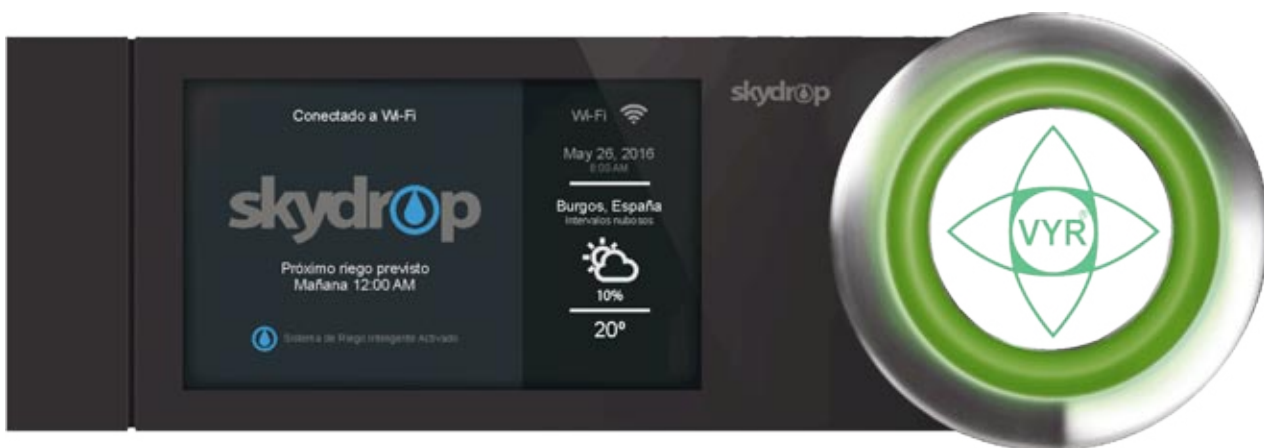 Conectado a Wi-Fi
skydrop
Próximo riego previsto
Mañana 12:00 AM
Sistema de Riego Inteligente Activado
Wi-Fi
May 26, 2016
8:00 AM
Burgos, España
Intervalos nubosos
10%
20º
skydrop
VYR®